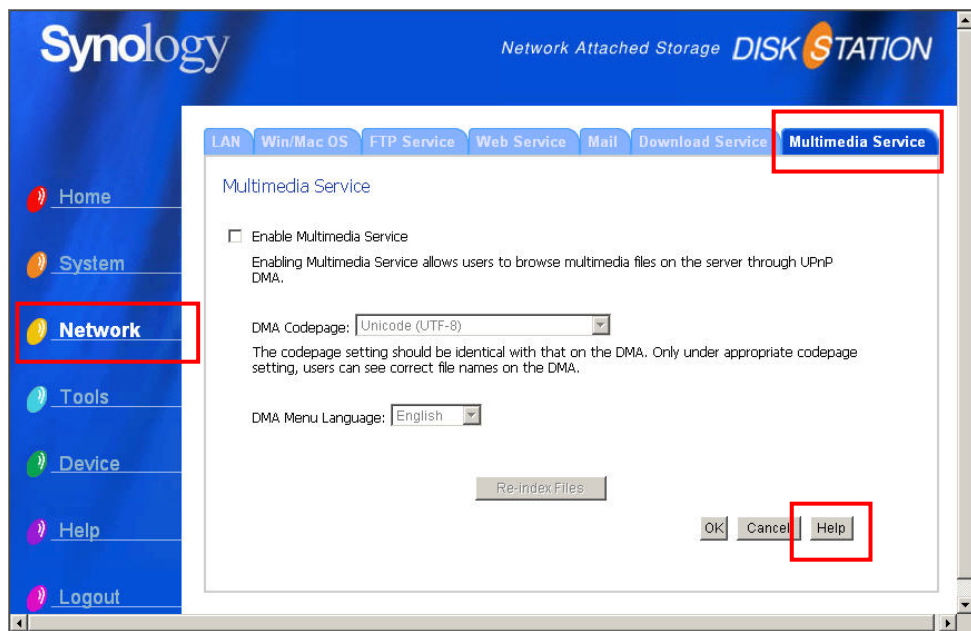 Synology
Network Attached Storage DISKSTATION
LAN Win/Mac OS FTP Service Web Service Mail Download Service Multimedia Service
Home
System
Network
Tools
Device
Help
Logout
Multimedia Service
Enable Multimedia Service
Enabling Multimedia Service allows users to browse multimedia files on the server through UPnP
DMA.
DMA Codepage: Unicode (UTF-8)
The codepage setting should be identical with that on the DMA. Only under appropriate codepage
setting, users can see correct file names on the DMA.
DMA Menu Language: English
Re-index Files
OK Cancel Help